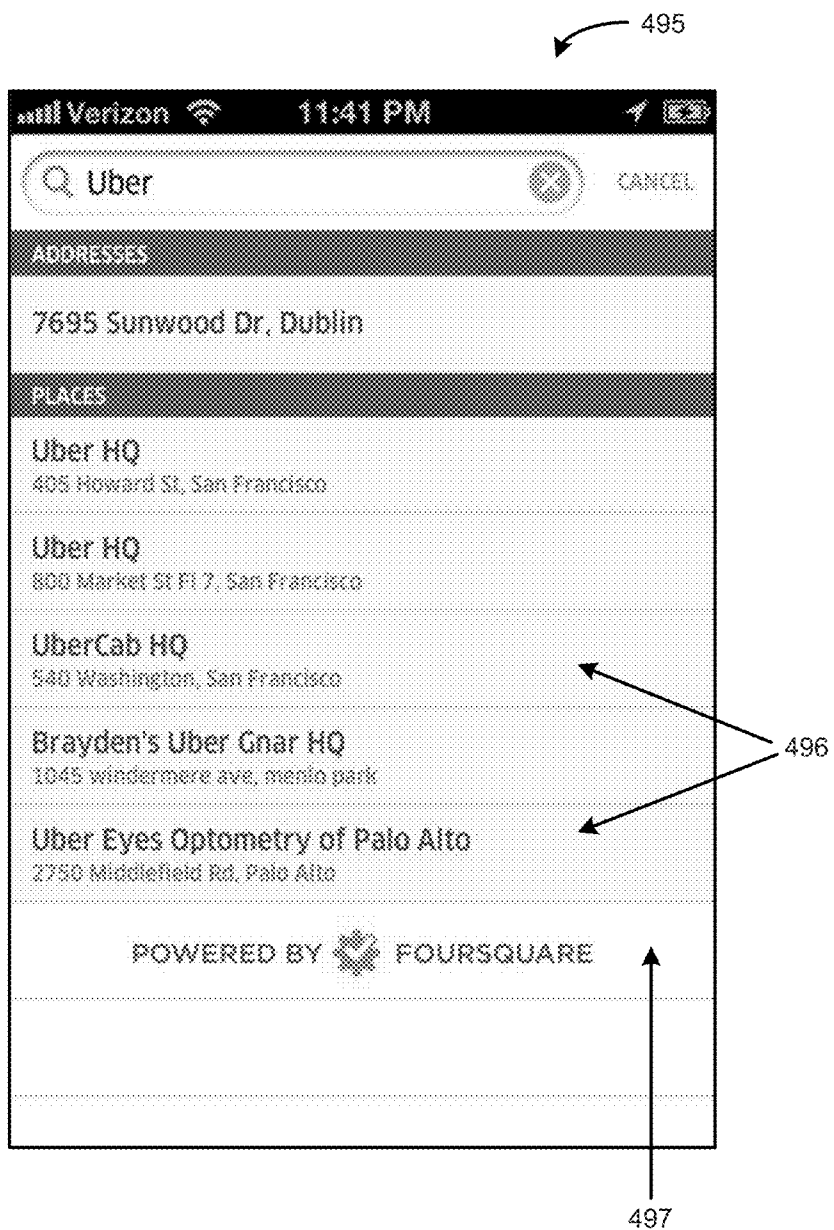 495
Verizon 11:41 PM
Uber CANCEL
ADDRESSES
7695 Sunwood Dr, Dublin
PLACES
Uber HQ
405 Howard St, San Francisco
Uber HQ
800 Market St Fl 7, San Francisco
UberCab HQ
540 Washington, San Francisco
496
Brayden's Uber Gnar HQ
1045 windermere ave, menlo park
Uber Eyes Optometry of Palo Alto
2750 Middlefield Rd, Palo Alto
POWERED BY FOURSQUARE
497